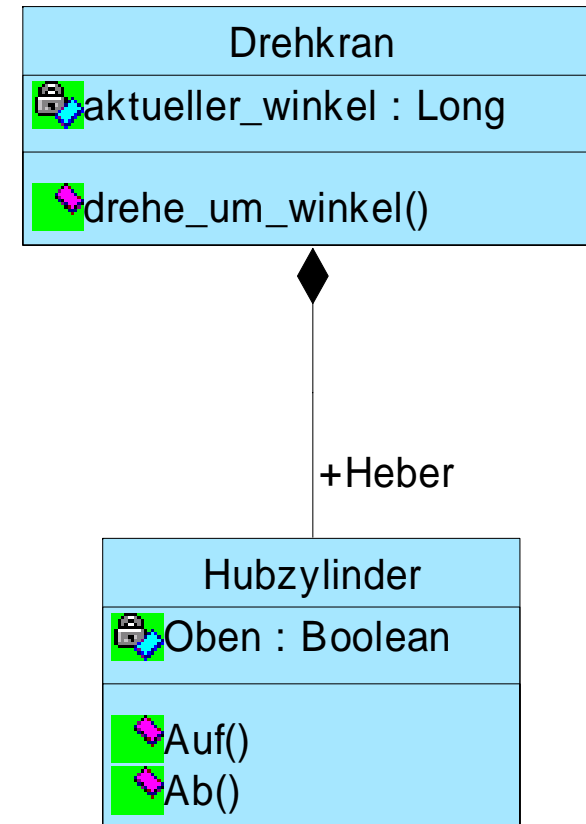 Drehkran
aktueller_winkel : Long
drehe_um_winkel()
+Heber
Hubzylinder
Oben : Boolean
Auf()
Ab()